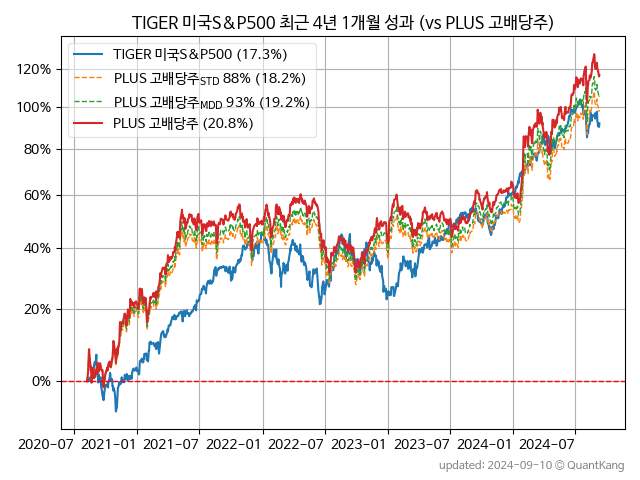 TIGER 미국S&P500 최근 4년 1개월 성과 (vs PLUS 고배당주)
TIGER 미국S&P500 (17.3%)
PLUS 고배당주STD 88% (18.2%)
PLUS 고배당주MDD 93% (19.2%)
PLUS 고배당주 (20.8%)
120%
100%
80%
60%
40%
20%
0%
2020-07 2021-01 2021-07 2022-01 2022-07 2023-01 2023-07 2024-01 2024-07
updated: 2024-09-10 © QuantKang